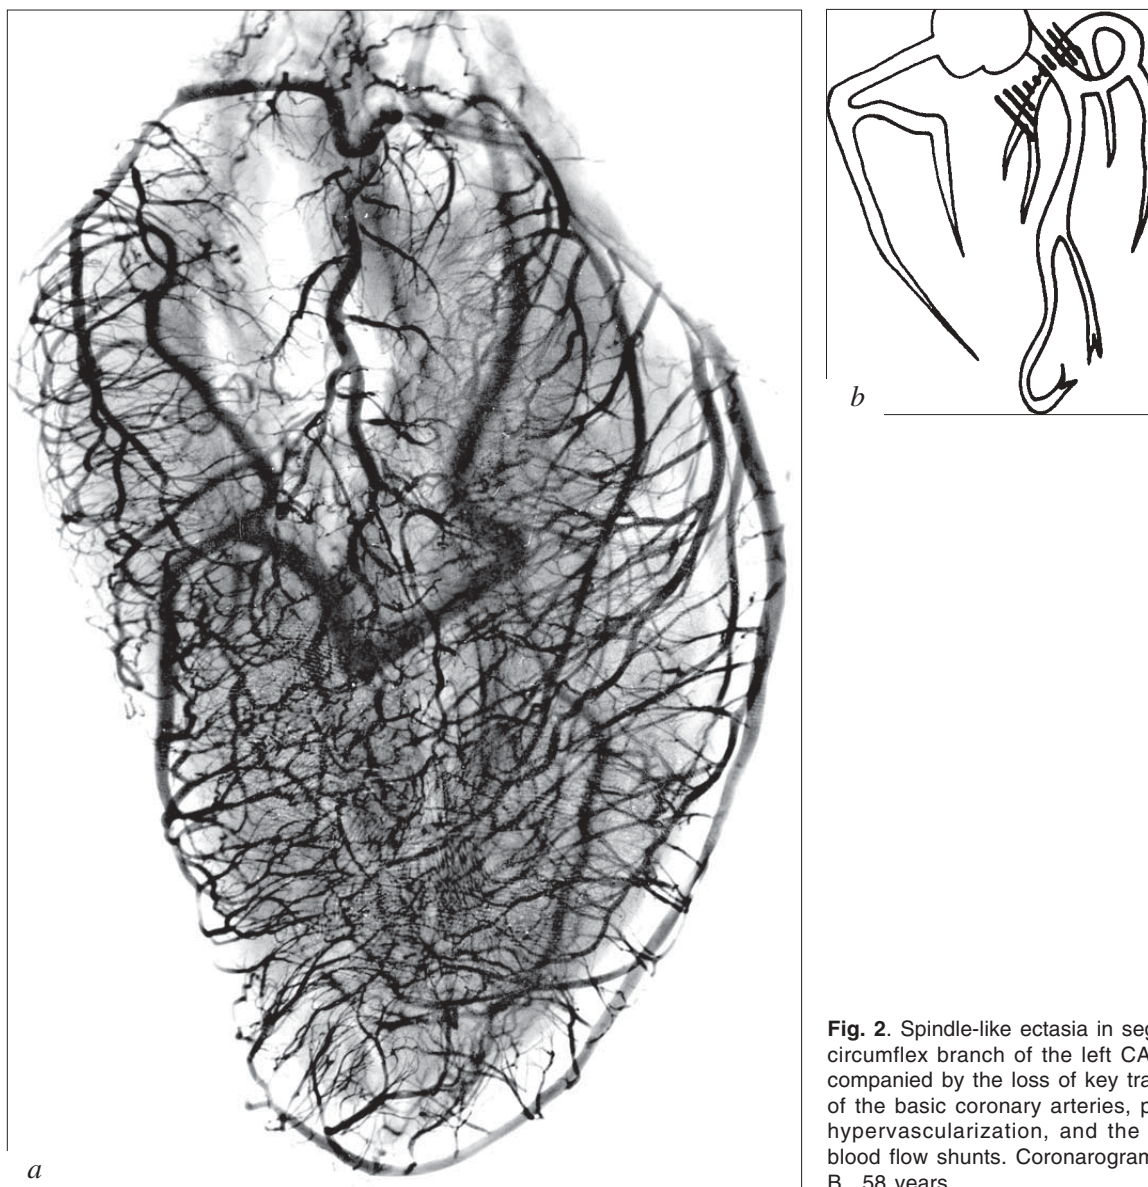 a
b
Fig. 2. Spindle-like ectasia in seg
circumflex branch of the left CA
companied by the loss of key tra
of the basic coronary arteries, p
hypervascularization, and the
blood flow shunts. Coronarogram
B., 58 years